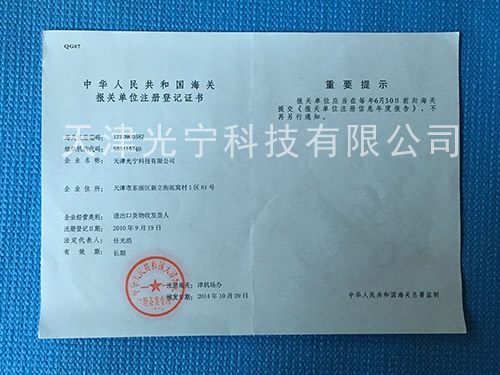 QG07
中华人民共和国海关
报关单位注册登记证书
企业名称: 天津光宁科技有限公司
企业住所: 天津市东丽区新立街泥窝村1区81号
企业经营类别: 进出口货物收发货人
注册登记日期: 2010年9月19日
法定代表人: 任光浩
有效期: 长期
注册海关: 津机场办
核发日期: 2014年10月29日
重要提示
报关单位应当在每年6月30日前向海关
提交《报关单位注册信息年度报告》,不
再另行通知。
中华人民共和国海关总署监制
天津光宁科技有限公司